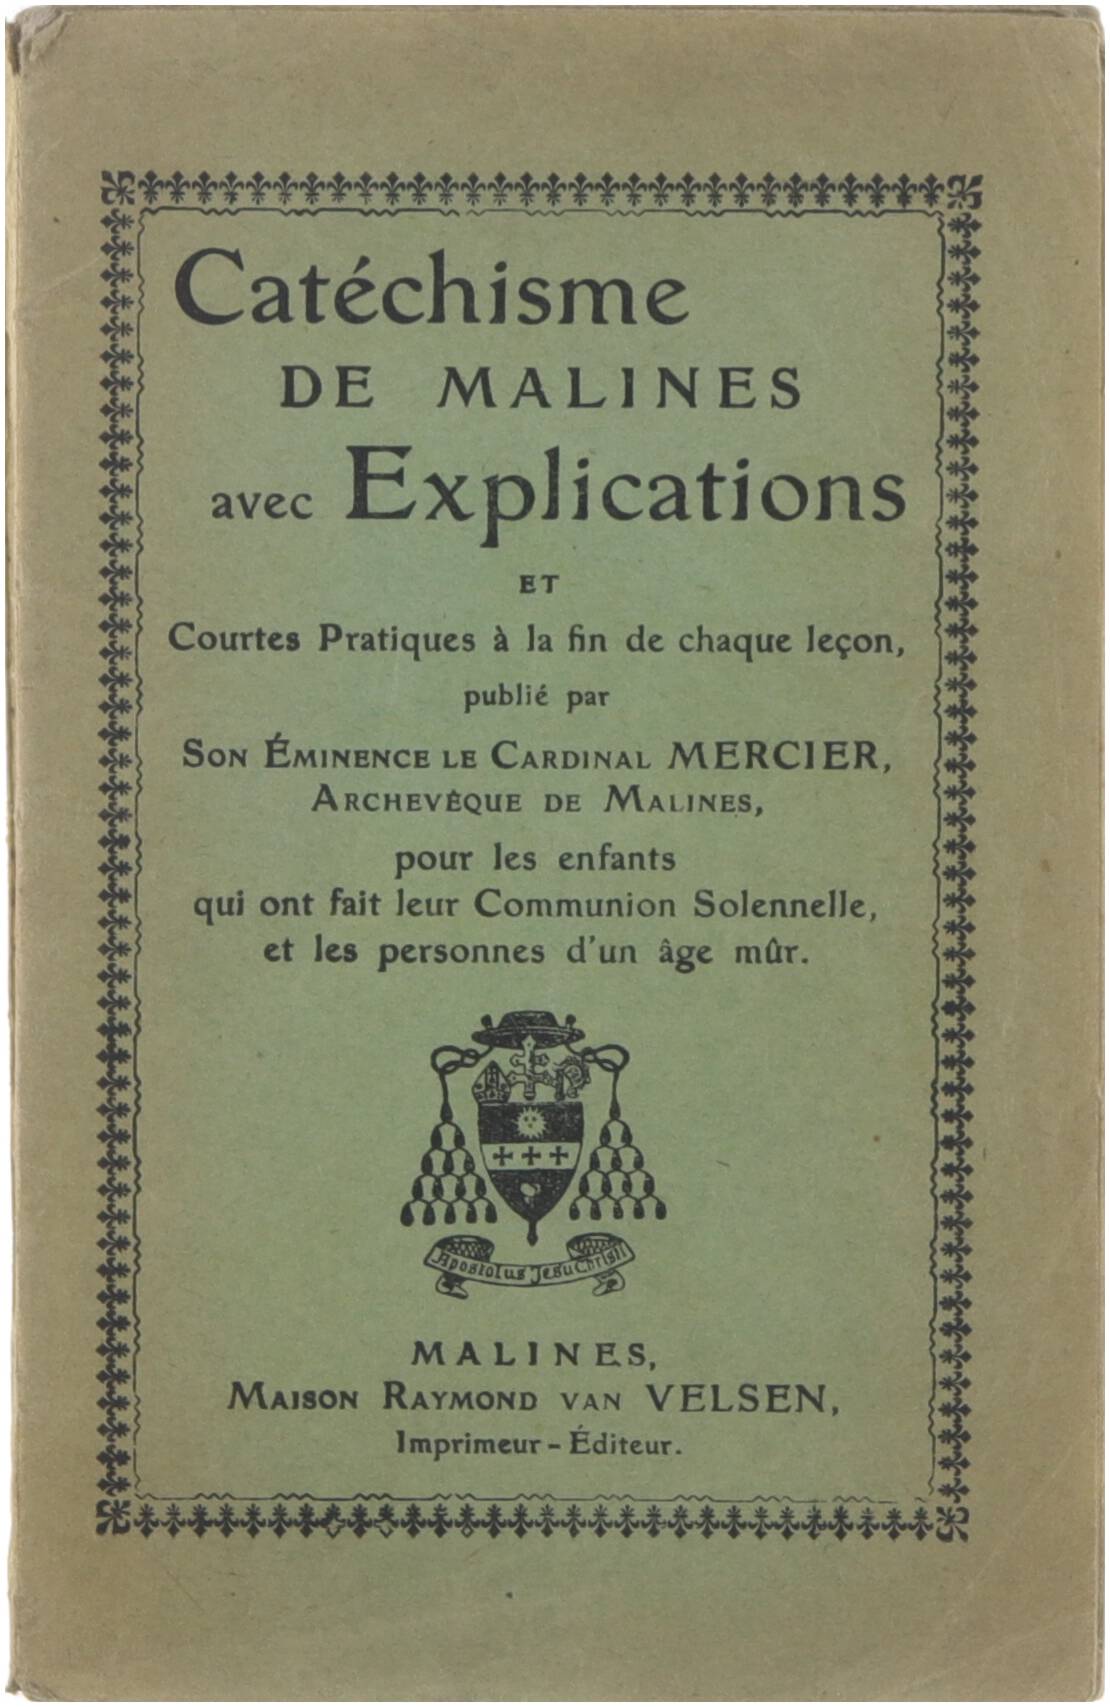 Catéchisme
DE MALINES
avec Explications
ET
Courtes Pratiques à la fin de chaque leçon,
publié par
SON ÉMINENCE LE CARDINAL MERCIER,
ARCHEVÊQUE DE MALINES,
pour les enfants
qui ont fait leur Communion Solennelle,
et les personnes d'un âge mûr.
Apostolus Jesu Christi
MALINES,
MAISON RAYMOND VAN VELSEN,
Imprimeur-Éditeur.